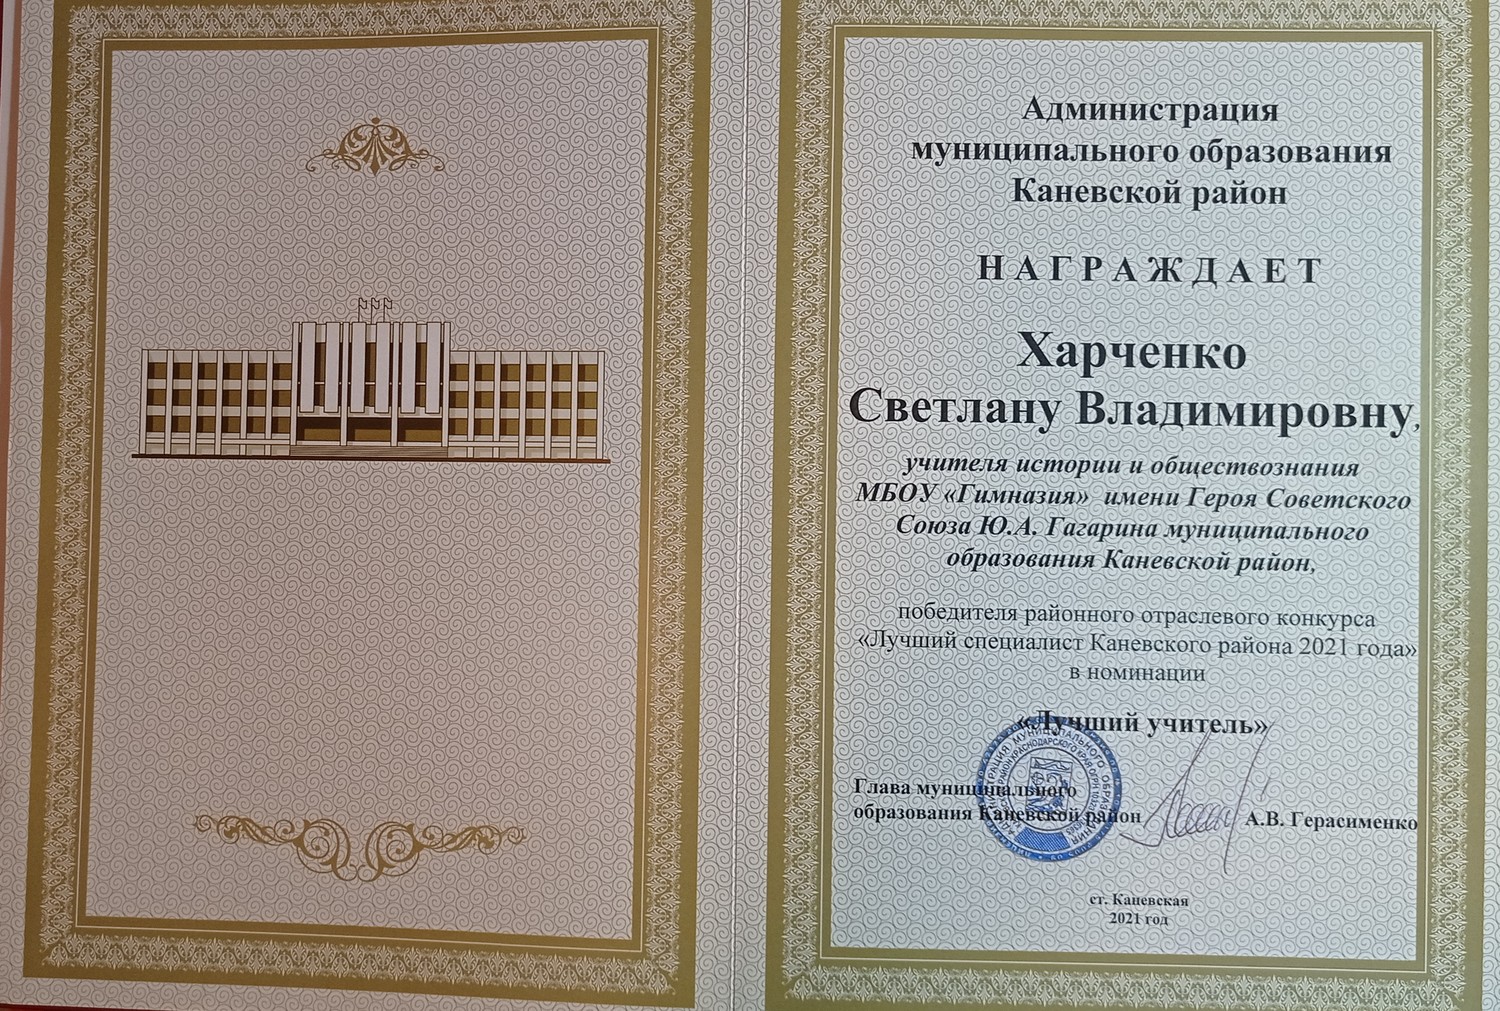 Администрация
муниципального образования
Каневской район
НАГРАЖДАЕТ
Харченко
Светлану Владимировну,
учителя истории и обществознания
МБОУ «Гимназия» имени Героя Советского
Союза Ю.А. Гагарина муниципального
образования Каневской район,
победителя районного отраслевого конкурса
«Лучший специалист Каневского района 2021 года»
в номинации
«Лучший учитель»
Глава муниципального
образования Каневской район А.В. Герасименко
ст. Каневская
2021 год